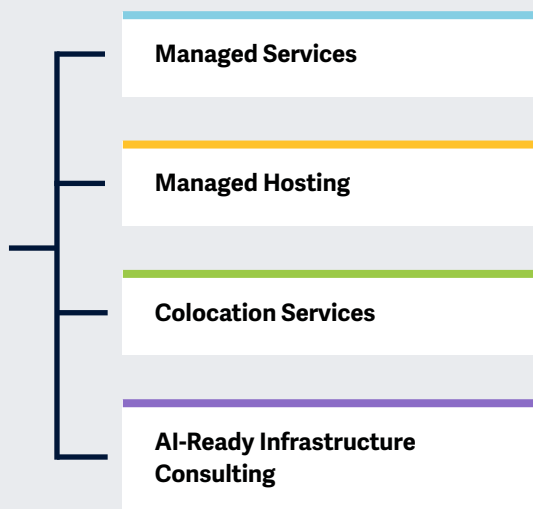 Managed Services
Managed Hosting
Colocation Services
AI-Ready Infrastructure
Consulting